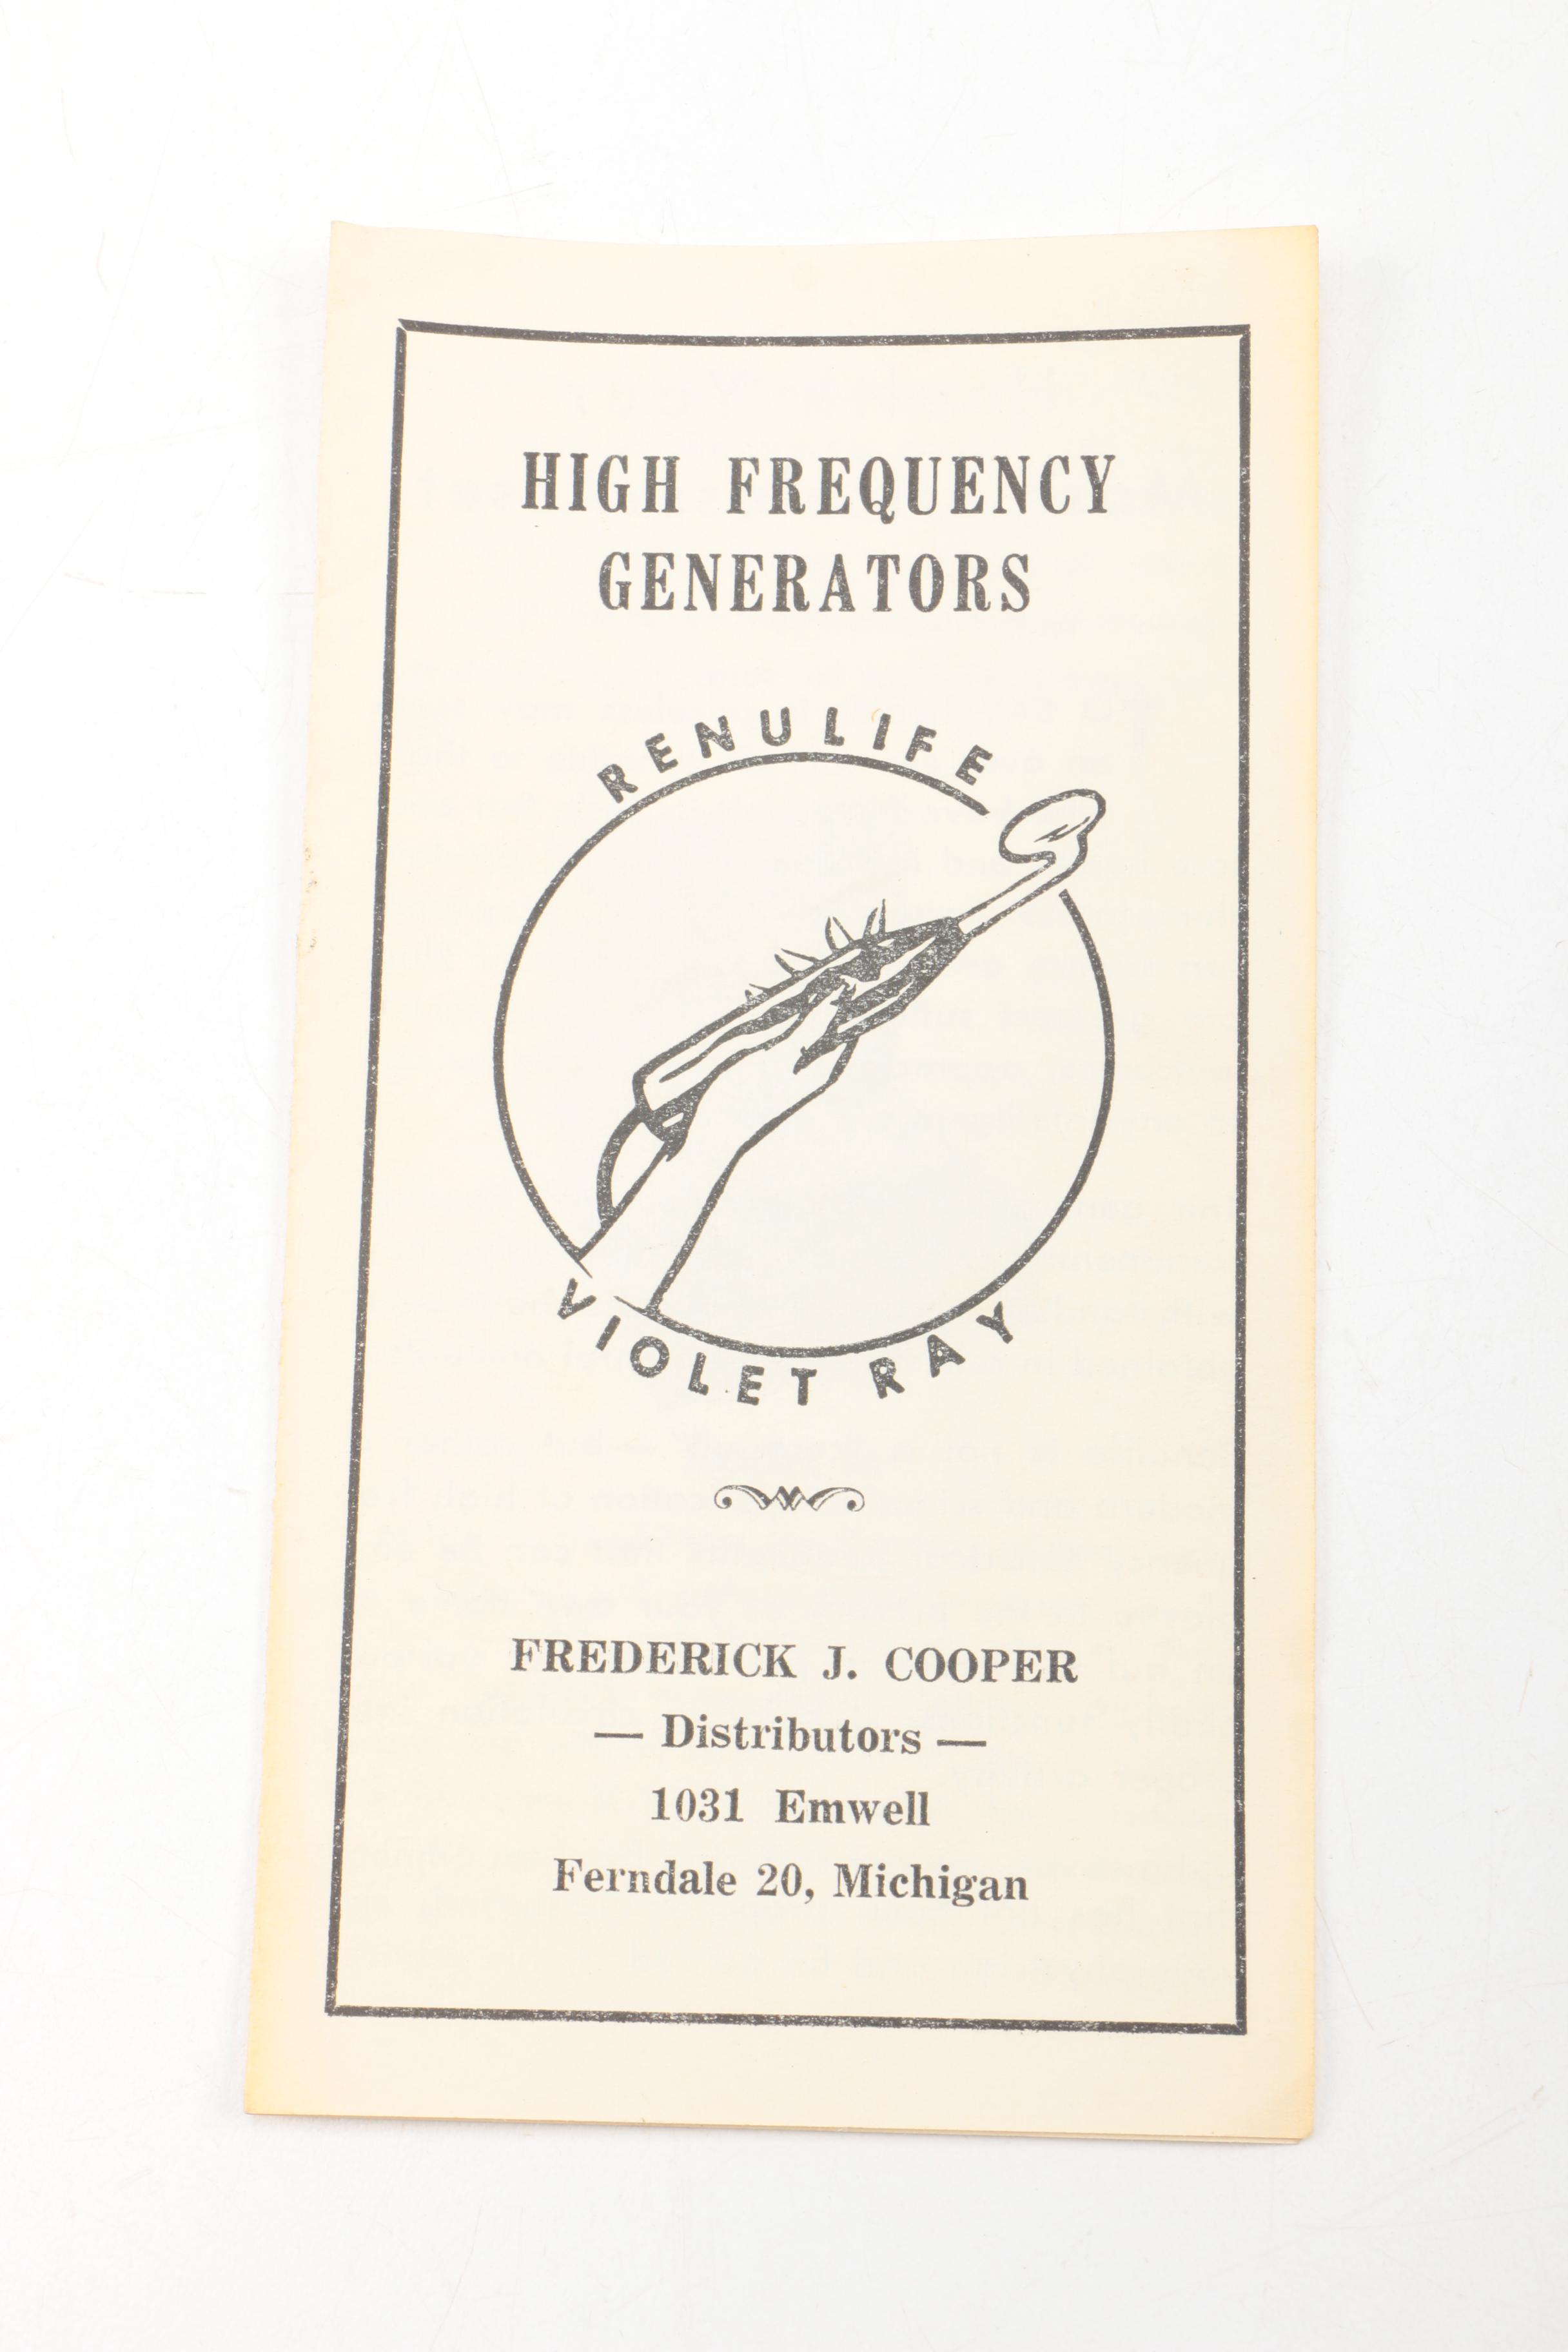 HIGH FREQUENCY
GENERATORS
RENULIFE
VIOLET RAY
FREDERICK J. COOPER
— Distributors —
1031 Emwell
Ferndale 20, Michigan